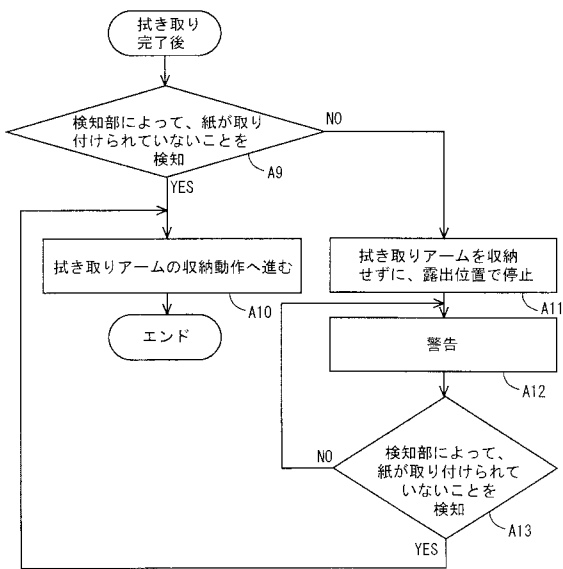 拭き取り
完了後
検知部によって、紙が取り
付けられていないことを
検知
NO
A9
YES
拭き取りアームの収納動作へ進む
A10
エンド
拭き取りアームを収納
せずに、露出位置で停止
A11
警告
A12
NO
検知部によって、
紙が取り付けられて
いないことを
検知
A13
YES